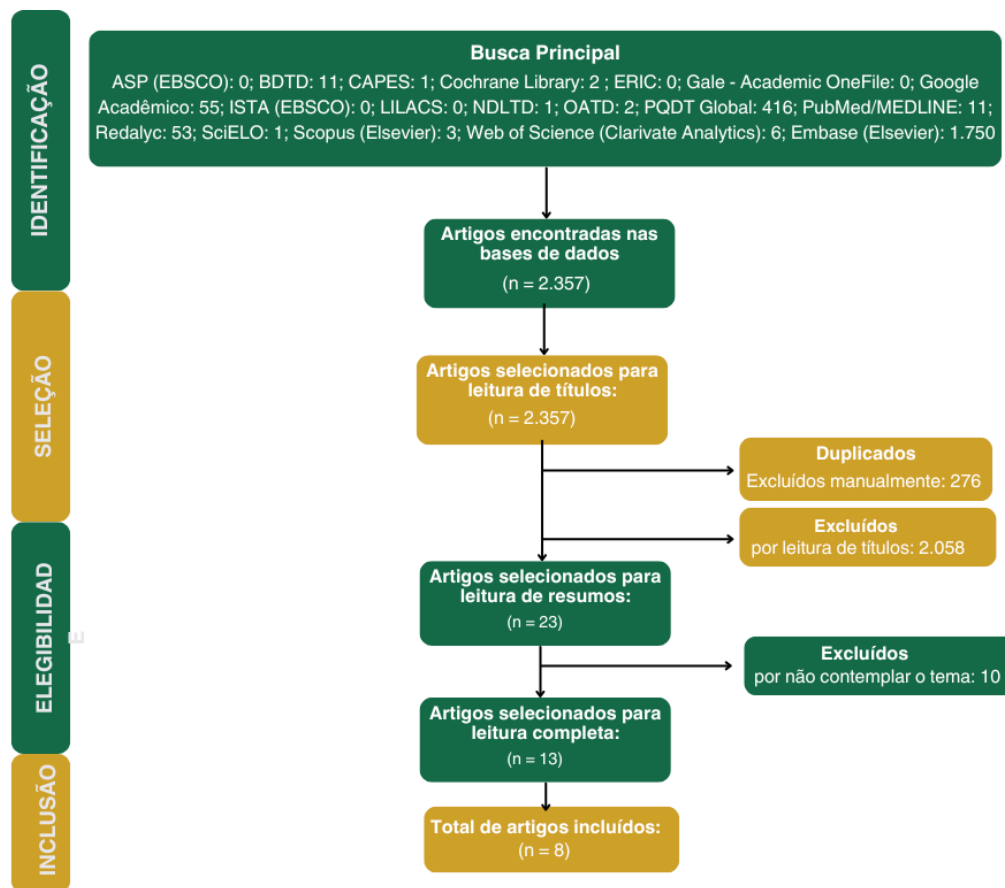 IDENTIFICAÇÃO
Busca Principal
ASP (EBSCO): 0; BDTD: 11; CAPES: 1; Cochrane Library: 2 ; ERIC: 0; Gale - Academic OneFile: 0; Google
Acadêmico: 55; ISTA (EBSCO): 0; LILACS: 0; NDLTD: 1; OATD: 2; PQDT Global: 416; PubMed/MEDLINE: 11;
Redalyc: 53; SciELO: 1; Scopus (Elsevier): 3; Web of Science (Clarivate Analytics): 6; Embase (Elsevier): 1.750
Artigos encontradas nas
bases de dados
(n = 2.357)
SELEÇÃO
Artigos selecionados para
leitura de títulos:
(n = 2.357)
Duplicados
Excluídos manualmente: 276
Excluídos
por leitura de títulos: 2.058
ELEGIBILIDAD
E
Artigos selecionados para
leitura de resumos:
(n = 23)
Excluídos
por não contemplar o tema: 10
Artigos selecionados para
leitura completa:
(n = 13)
INCLUSÃO
Total de artigos incluídos:
(n = 8)